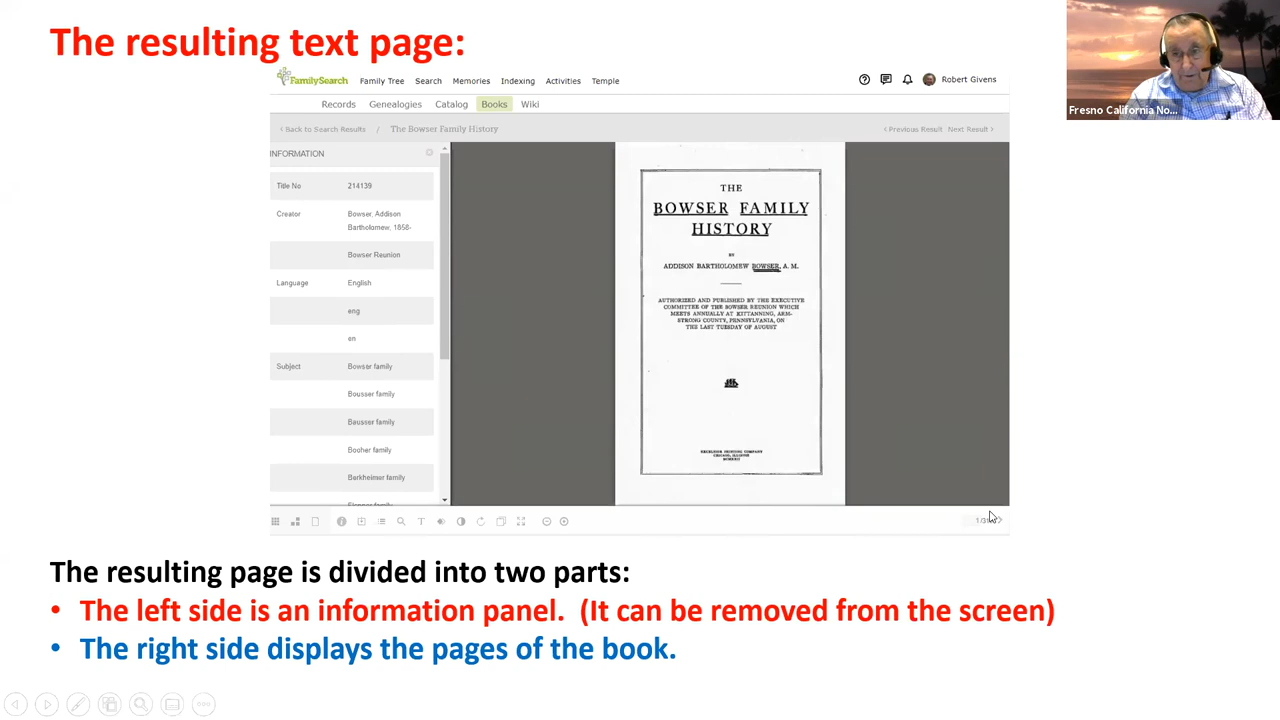 The resulting text page:
Fresno California No...
FamilySearch Family Tree Search Memories Indexing Activities Temple Robert Givens
Records Genealogies Catalog Books Wiki
Back to Search Results / The Bowser Family History Previous Result Next Result
INFORMATION
Title No 214139
Creator Bowser, Addison
Bartholomew, 1858-
Bowser Reunion
Language English
eng
en
Subject Bowser family
Bousser family
Bausser family
Booher family
Berkheimer family
THE
BOWSER FAMILY
HISTORY
BY
ADDISON BARTHOLOMEW BOWSER, A. M.
AUTHORIZED AND PUBLISHED BY THE EXECUTIVE
COMMITTEE OF THE BOWSER REUNION WHICH
MEETS ANNUALLY AT KITTANNING, ARM-
STRONG COUNTY, PENNSYLVANIA, ON
THE LAST TUESDAY OF AUGUST
EXCELSIOR PRINTING COMPANY
CHICAGO, ILLINOIS
The resulting page is divided into two parts:
• The left side is an information panel. (It can be removed from the screen)
• The right side displays the pages of the book.